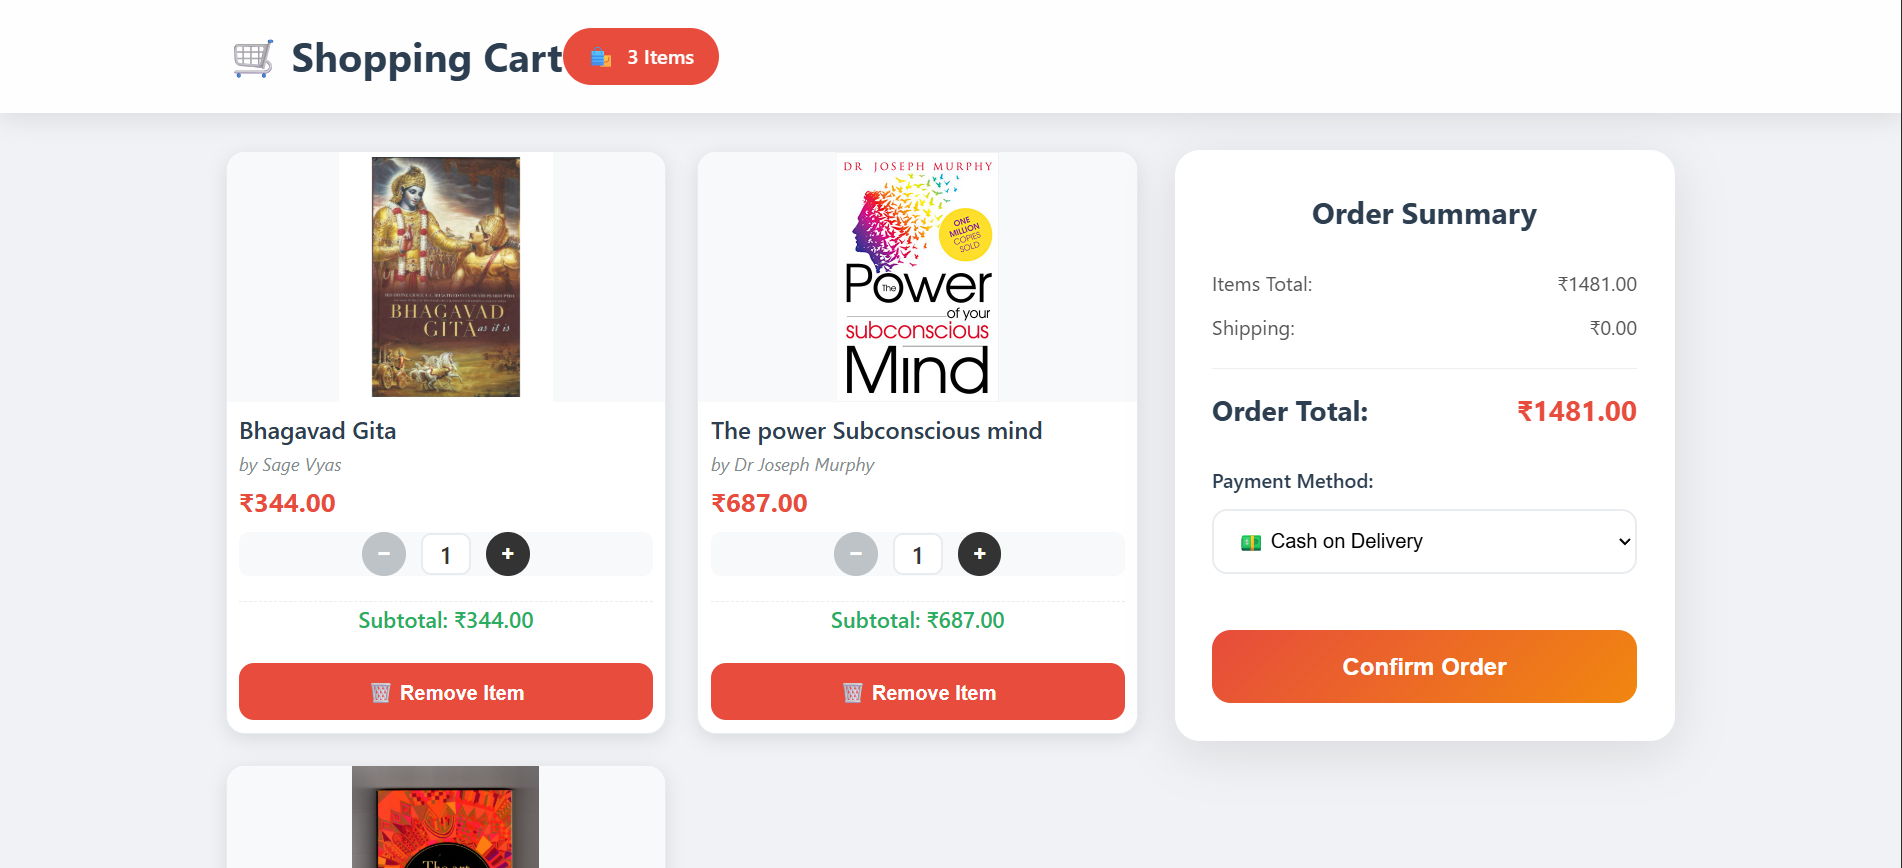 Shopping Cart
3 Items
BHAGAVAD
GITĀ as it is
Bhagavad Gita
by Sage Vyas
₹344.00
− 1 +
Subtotal: ₹344.00
Remove Item
DR JOSEPH MURPHY
ONE
MILLION
COPIES
SOLD
The Power
of your
subconscious
Mind
The power Subconscious mind
by Dr Joseph Murphy
₹687.00
− 1 +
Subtotal: ₹687.00
Remove Item
The art
Order Summary
Items Total: ₹1481.00
Shipping: ₹0.00
Order Total: ₹1481.00
Payment Method:
Cash on Delivery
Confirm Order